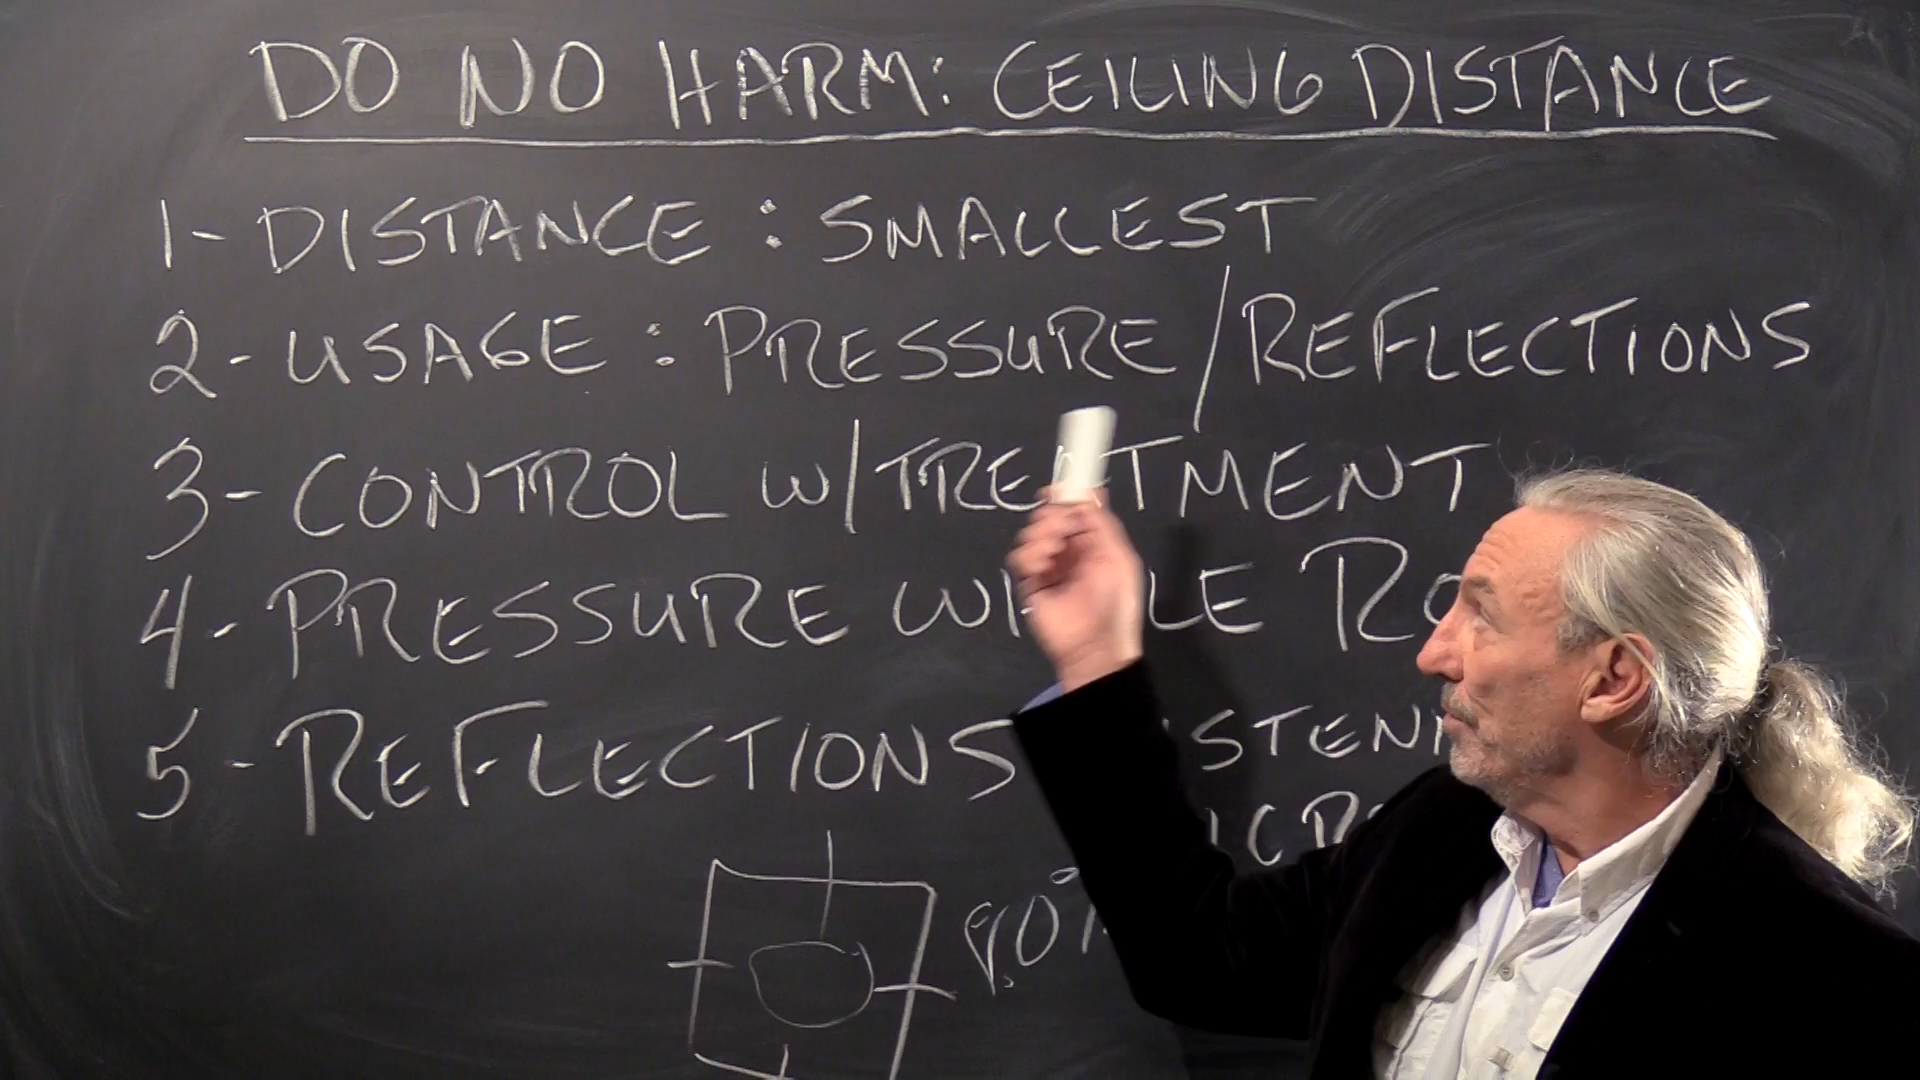 DO NO HARM: CEILING DISTANCE
1- DISTANCE : SMALLEST
2- USAGE : PRESSURE/REFLECTIONS
3- CONTROL W/TREATMENT
4- PRESSURE
5- REFLECTIONS